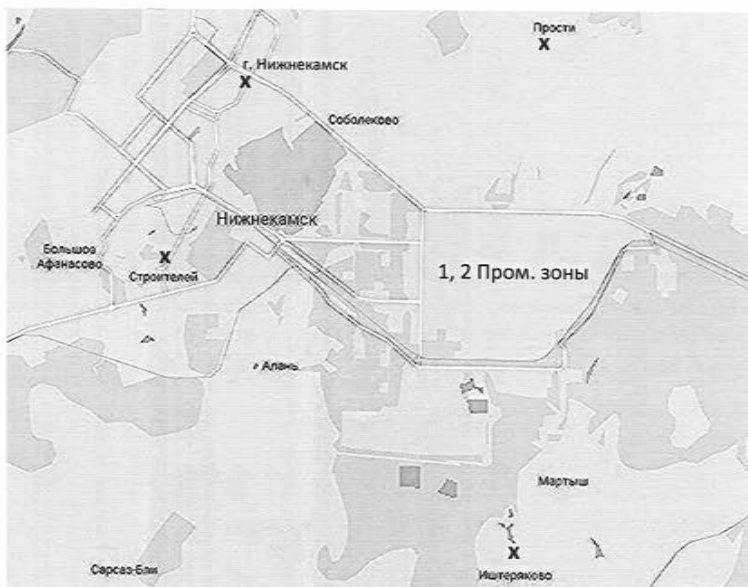 Прости
X
г. Нижнекамск
X
Соболеково
Нижнекамск
Большое
Афанасово
X
Строителей
1, 2 Пром. зоны
г Алань
Мартыш
X
Сарсаз-Бли
Иштеряково